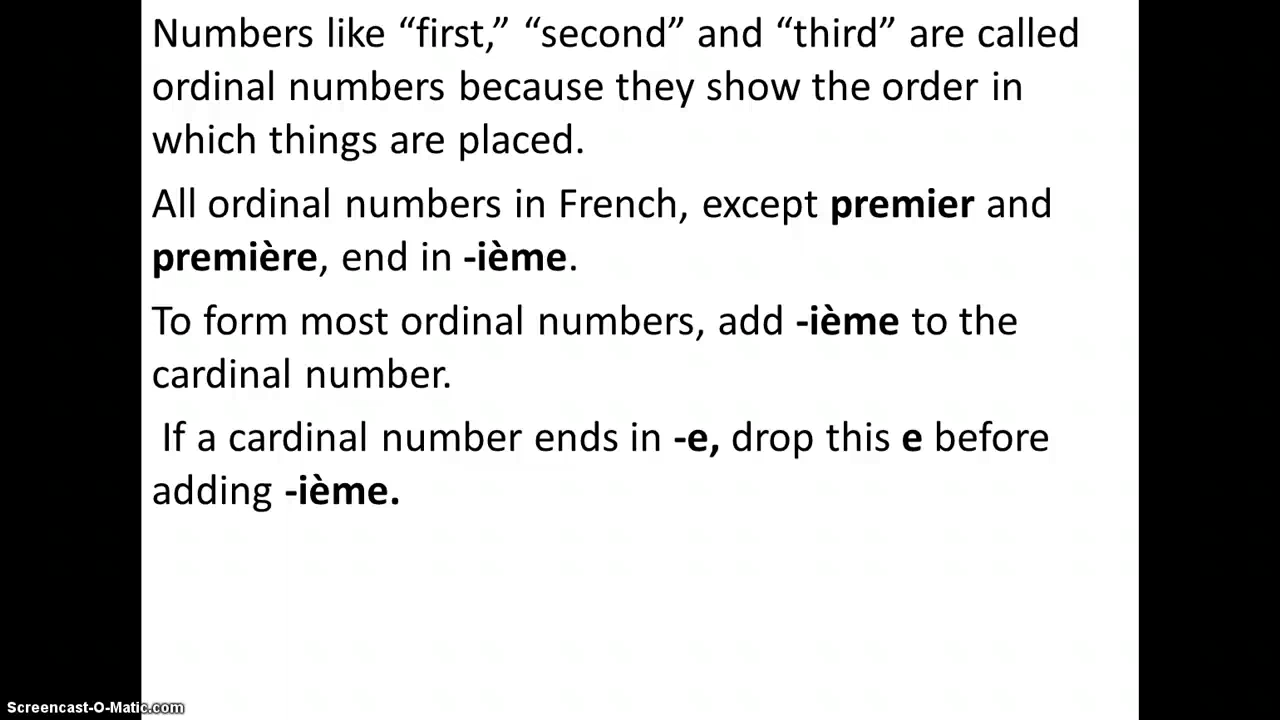 Numbers like “first,” “second” and “third” are called
ordinal numbers because they show the order in
which things are placed.
All ordinal numbers in French, except premier and
première, end in -ième.
To form most ordinal numbers, add -ième to the
cardinal number.
If a cardinal number ends in -e, drop this e before
adding -ième.
Screencast-O-Matic.com